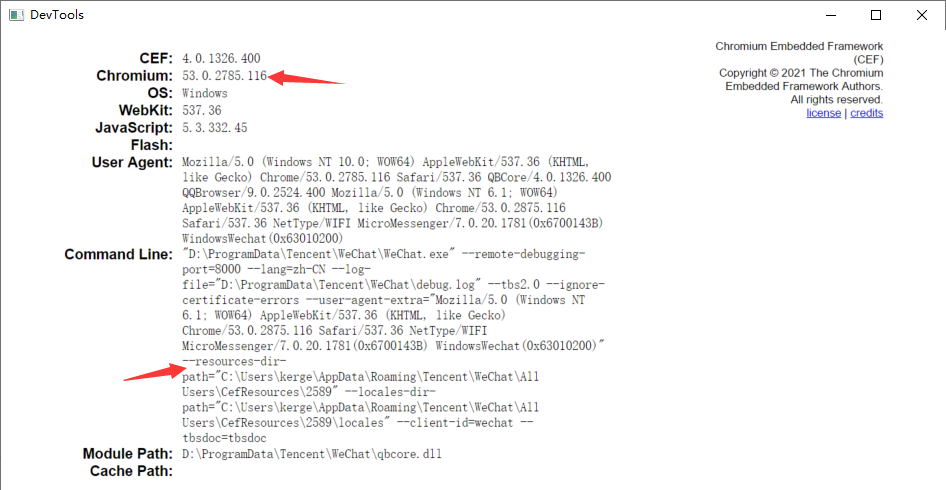 DevTools
Chromium Embedded Framework
(CEF)
Copyright © 2021 The Chromium
Embedded Framework Authors.
All rights reserved.
license | credits
CEF: 4.0.1326.400
Chromium: 53.0.2785.116
OS: Windows
WebKit: 537.36
JavaScript: 5.3.332.45
Flash:
User Agent: Mozilla/5.0 (Windows NT 10.0; WOW64) AppleWebKit/537.36 (KHTML,
like Gecko) Chrome/53.0.2785.116 Safari/537.36 QBCore/4.0.1326.400
QQBrowser/9.0.2524.400 Mozilla/5.0 (Windows NT 6.1; WOW64)
AppleWebKit/537.36 (KHTML, like Gecko) Chrome/53.0.2875.116
Safari/537.36 NetType/WIFI MicroMessenger/7.0.20.1781(0x6700143B)
WindowsWechat(0x63010200)
Command Line: "D:\ProgramData\Tencent\WeChat\WeChat.exe" --remote-debugging-
port=8000 --lang=zh-CN --log-
file="D:\ProgramData\Tencent\WeChat\debug.log" --tbs2.0 --ignore-
certificate-errors --user-agent-extra="Mozilla/5.0 (Windows NT
6.1; WOW64) AppleWebKit/537.36 (KHTML, like Gecko)
Chrome/53.0.2875.116 Safari/537.36 NetType/WIFI
MicroMessenger/7.0.20.1781(0x6700143B) WindowsWechat(0x63010200)"
--resources-dir-
path="C:\Users\kerge\AppData\Roaming\Tencent\WeChat\All
Users\CefResources\2589" --locales-dir-
path="C:\Users\kerge\AppData\Roaming\Tencent\WeChat\All
Users\CefResources\2589\locales" --client-id=wechat --
tbsdoc=tbsdoc
Module Path: D:\ProgramData\Tencent\WeChat\qbcore.dll
Cache Path: